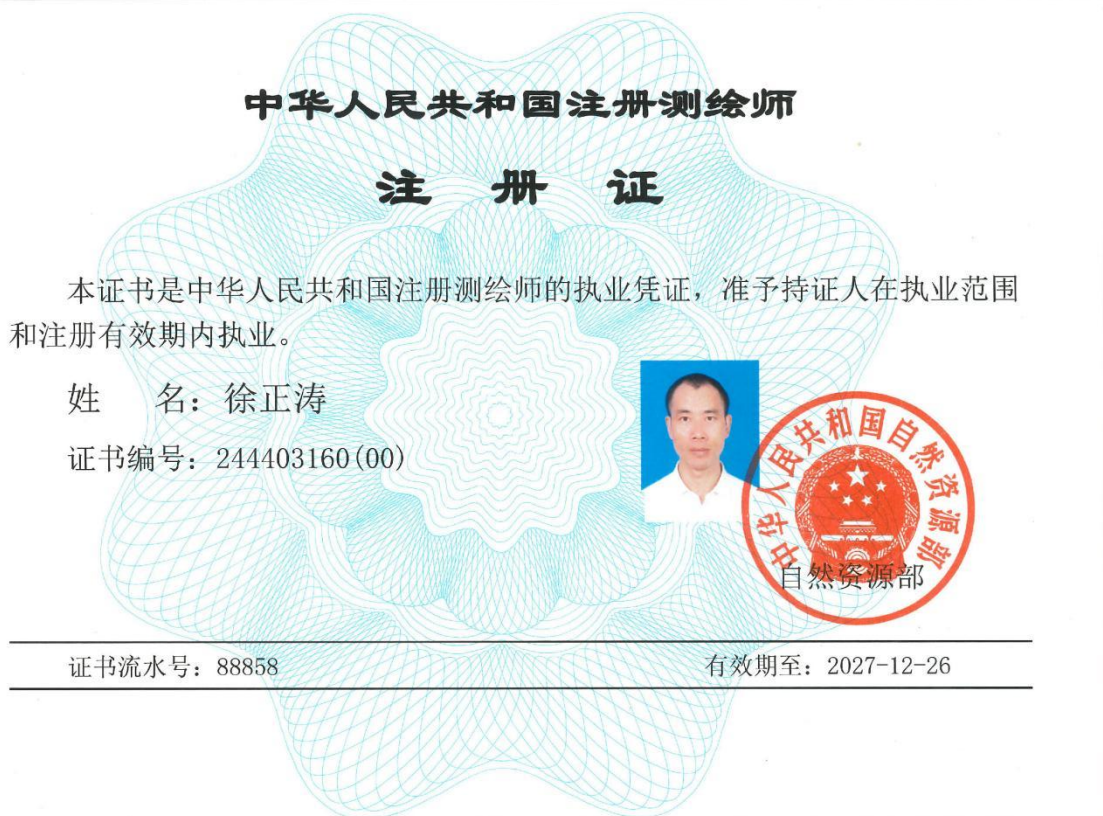 中华人民共和国注册测绘师
注 册 证
本证书是中华人民共和国注册测绘师的执业凭证，准予持证人在执业范围
和注册有效期内执业。
姓 名：徐正涛
证书编号：244403160(00)
中华人民共和国自然资源部
自然资源部
证书流水号：88858
有效期至：2027-12-26